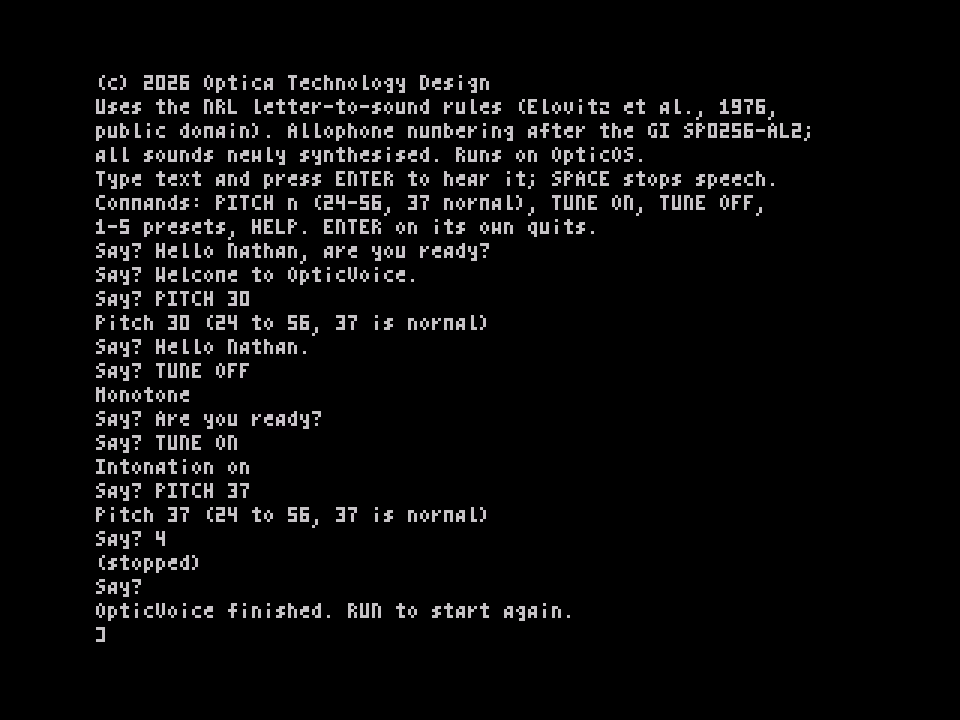 (c) 2026 Optica Technology Design
Uses the NRL letter-to-sound rules (Elovitz et al., 1976,
public domain). Allophone numbering after the GI SP0256-AL2;
all sounds newly synthesised. Runs on OpticOS.
Type text and press ENTER to hear it; SPACE stops speech.
Commands: PITCH n (24-56, 37 normal), TUNE ON, TUNE OFF,
1-5 presets, HELP. ENTER on its own quits.
Say? Hello Nathan, are you ready?
Say? Welcome to OpticVoice.
Say? PITCH 30
Pitch 30 (24 to 56, 37 is normal)
Say? Hello Nathan.
Say? TUNE OFF
Monotone
Say? Are you ready?
Say? TUNE ON
Intonation on
Say? PITCH 37
Pitch 37 (24 to 56, 37 is normal)
Say? 4
(stopped)
Say?
OpticVoice finished. RUN to start again.
]